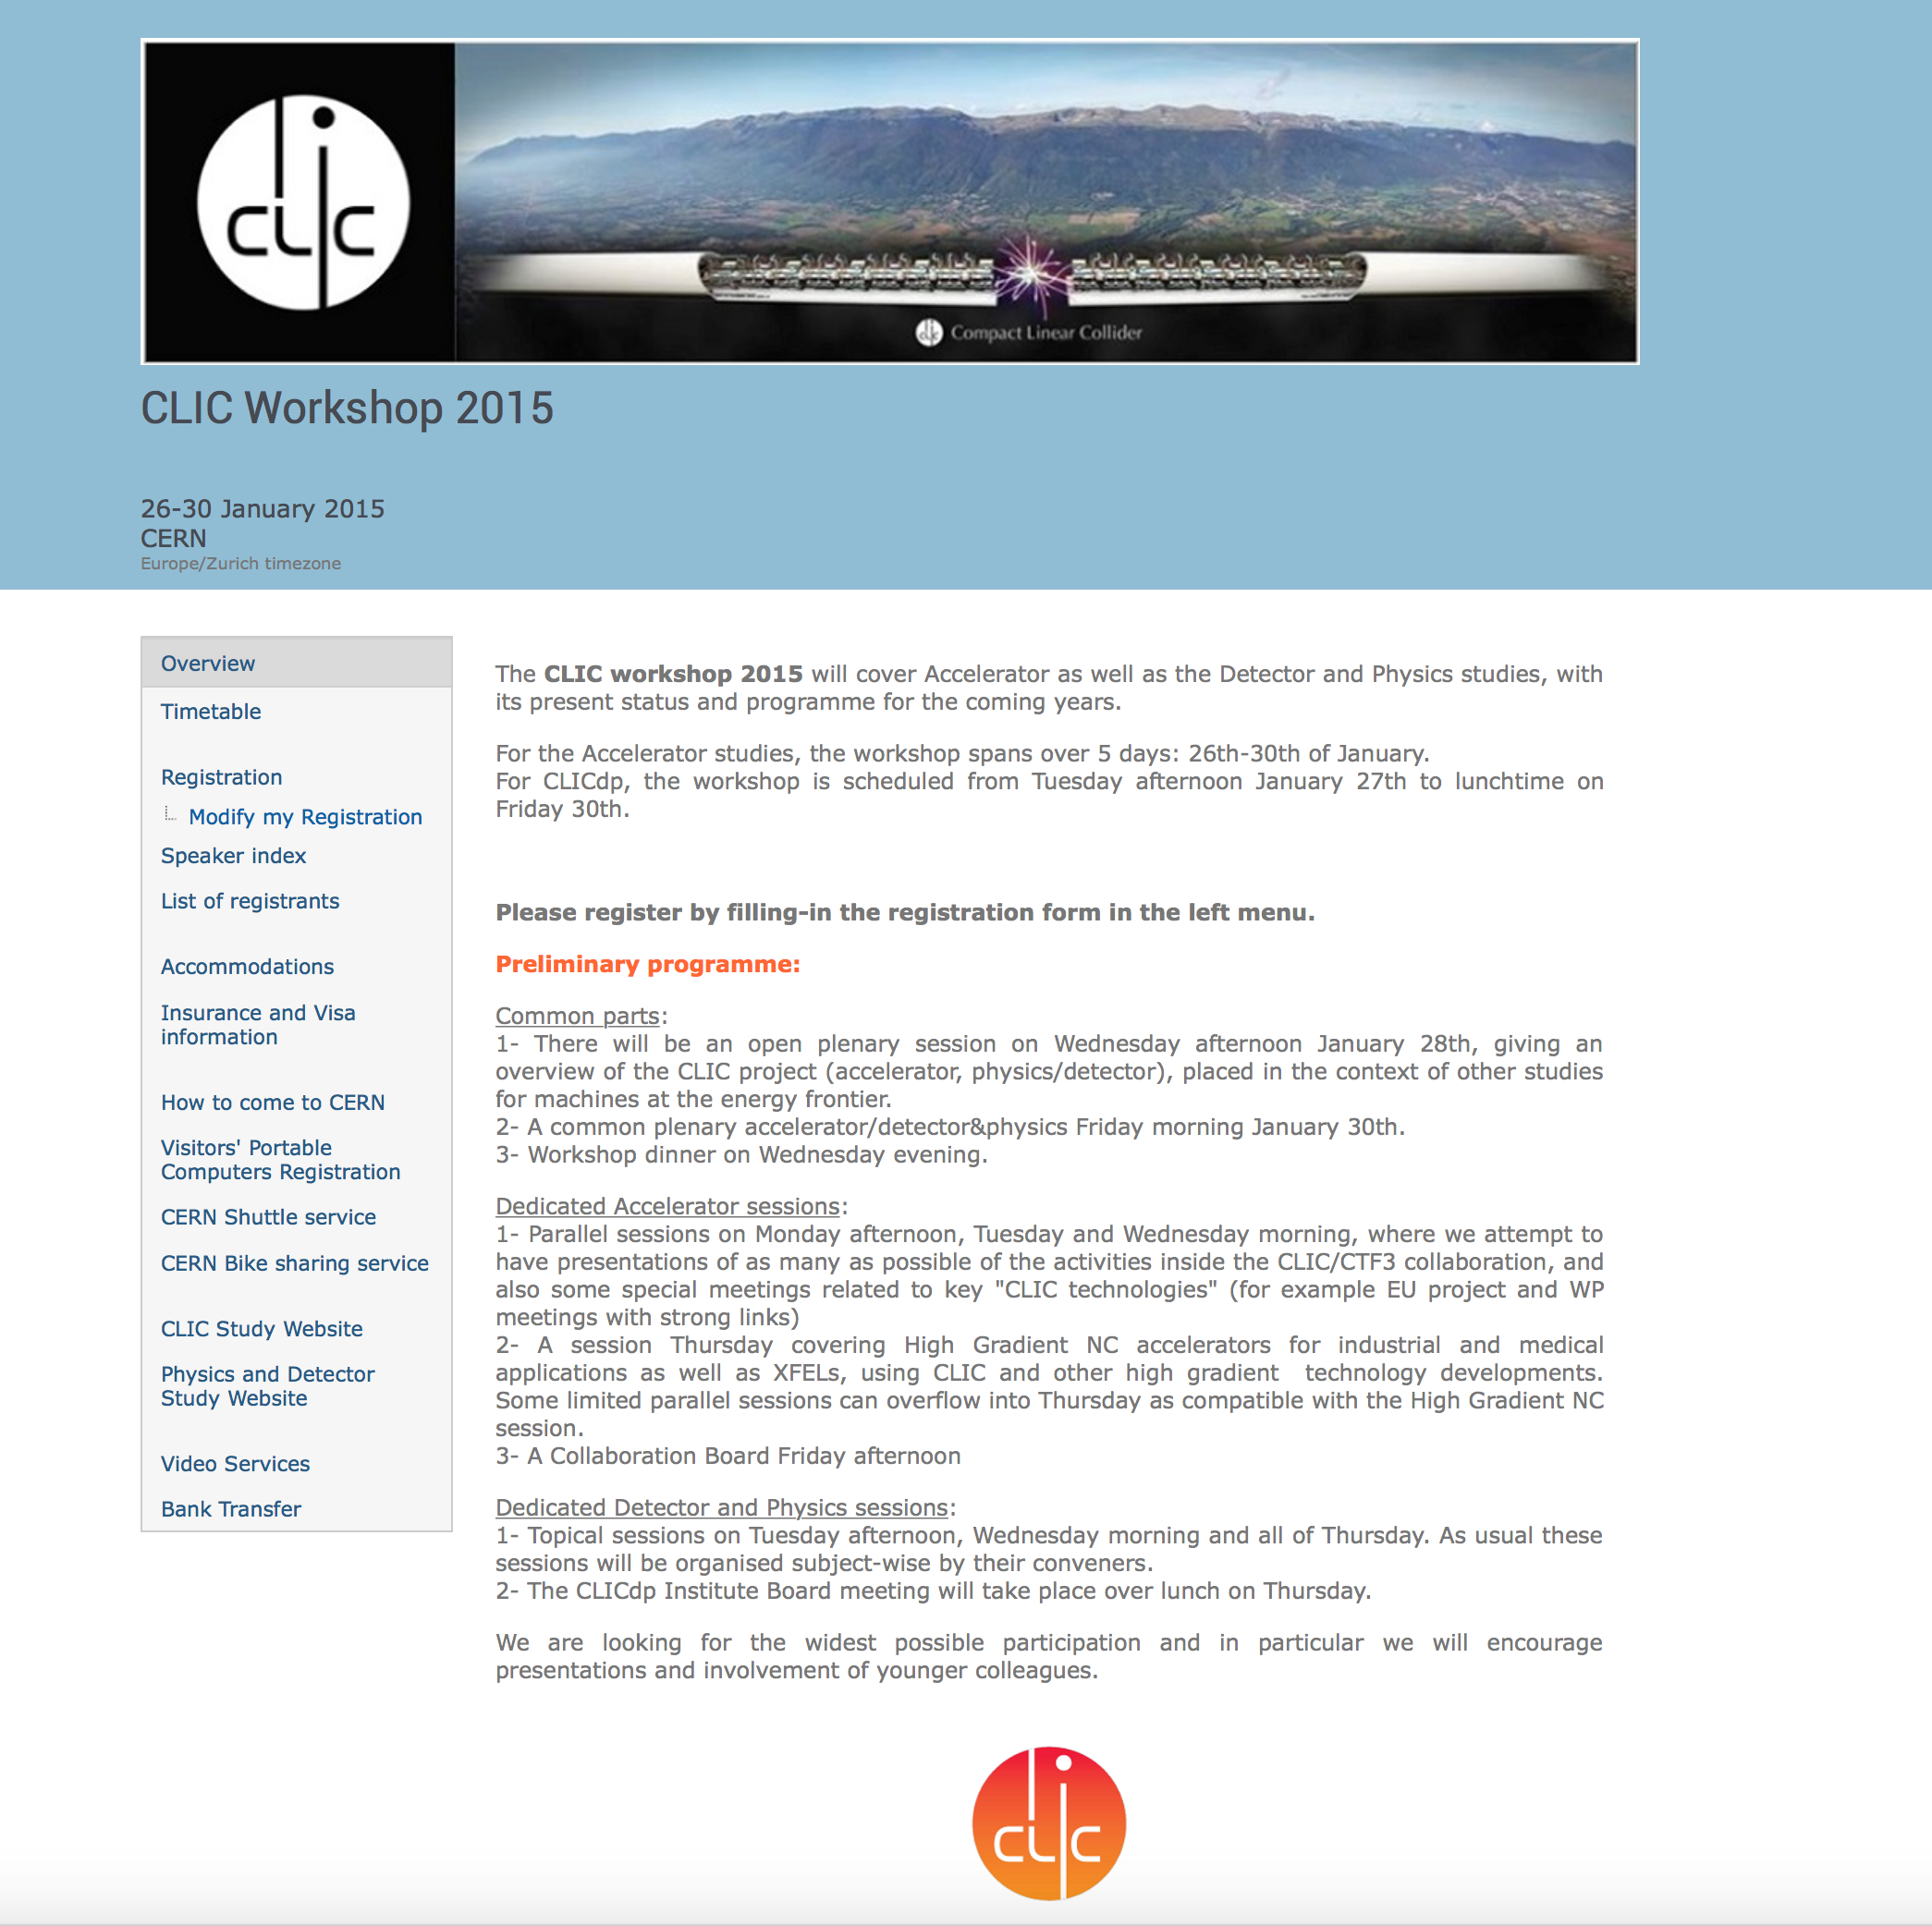 clic
clic Compact Linear Collider
CLIC Workshop 2015
26-30 January 2015
CERN
Europe/Zurich timezone
Overview
Timetable
Registration
Modify my Registration
Speaker index
List of registrants
Accommodations
Insurance and Visa
information
How to come to CERN
Visitors' Portable
Computers Registration
CERN Shuttle service
CERN Bike sharing service
CLIC Study Website
Physics and Detector
Study Website
Video Services
Bank Transfer
The CLIC workshop 2015 will cover Accelerator as well as the Detector and Physics studies, with
its present status and programme for the coming years.
For the Accelerator studies, the workshop spans over 5 days: 26th-30th of January.
For CLICdp, the workshop is scheduled from Tuesday afternoon January 27th to lunchtime on
Friday 30th.
Please register by filling-in the registration form in the left menu.
Preliminary programme:
Common parts:
1- There will be an open plenary session on Wednesday afternoon January 28th, giving an
overview of the CLIC project (accelerator, physics/detector), placed in the context of other studies
for machines at the energy frontier.
2- A common plenary accelerator/detector&physics Friday morning January 30th.
3- Workshop dinner on Wednesday evening.
Dedicated Accelerator sessions:
1- Parallel sessions on Monday afternoon, Tuesday and Wednesday morning, where we attempt to
have presentations of as many as possible of the activities inside the CLIC/CTF3 collaboration, and
also some special meetings related to key "CLIC technologies" (for example EU project and WP
meetings with strong links)
2- A session Thursday covering High Gradient NC accelerators for industrial and medical
applications as well as XFELs, using CLIC and other high gradient technology developments.
Some limited parallel sessions can overflow into Thursday as compatible with the High Gradient NC
session.
3- A Collaboration Board Friday afternoon
Dedicated Detector and Physics sessions:
1- Topical sessions on Tuesday afternoon, Wednesday morning and all of Thursday. As usual these
sessions will be organised subject-wise by their conveners.
2- The CLICdp Institute Board meeting will take place over lunch on Thursday.
We are looking for the widest possible participation and in particular we will encourage
presentations and involvement of younger colleagues.
clic